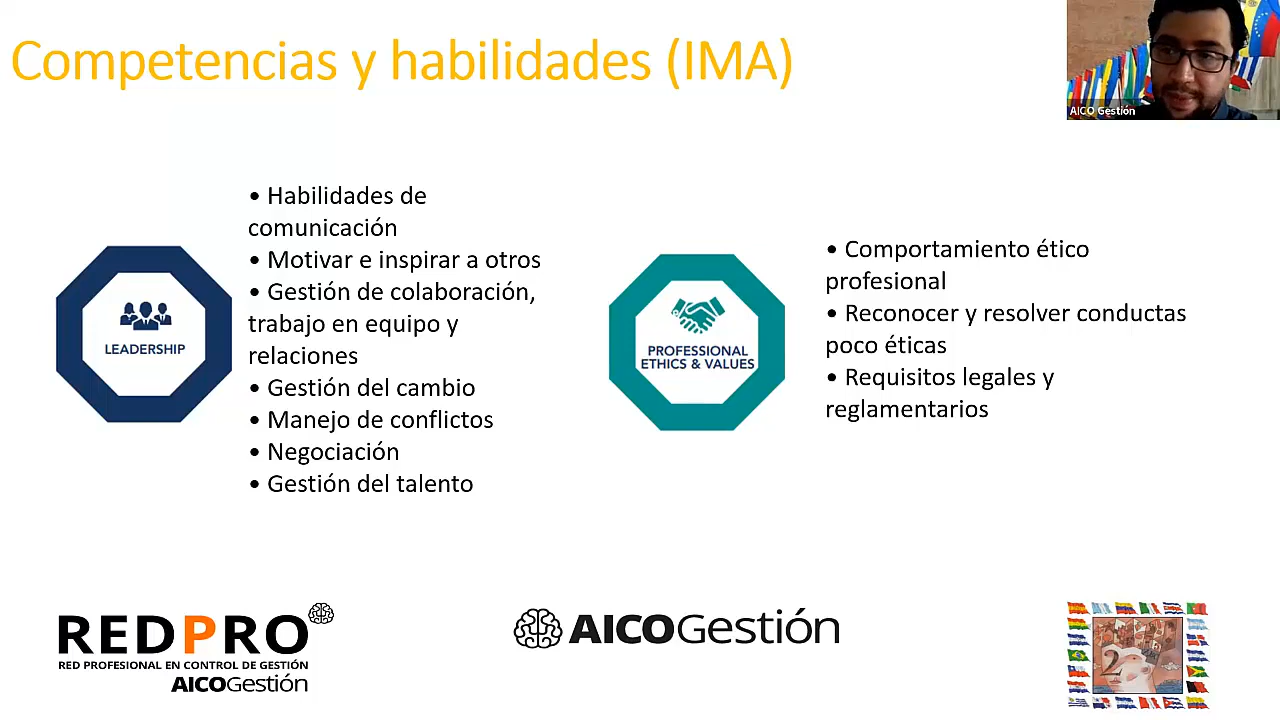 Competencias y habilidades (IMA)
AICO Gestión
• Habilidades de
comunicación
• Motivar e inspirar a otros
• Gestión de colaboración,
trabajo en equipo y
relaciones
• Gestión del cambio
• Manejo de conflictos
• Negociación
• Gestión del talento
LEADERSHIP
PROFESSIONAL
ETHICS & VALUES
• Comportamiento ético
profesional
• Reconocer y resolver conductas
poco éticas
• Requisitos legales y
reglamentarios
REDPRO
RED PROFESIONAL EN CONTROL DE GESTIÓN
AICOGestión
AICOGestión
2